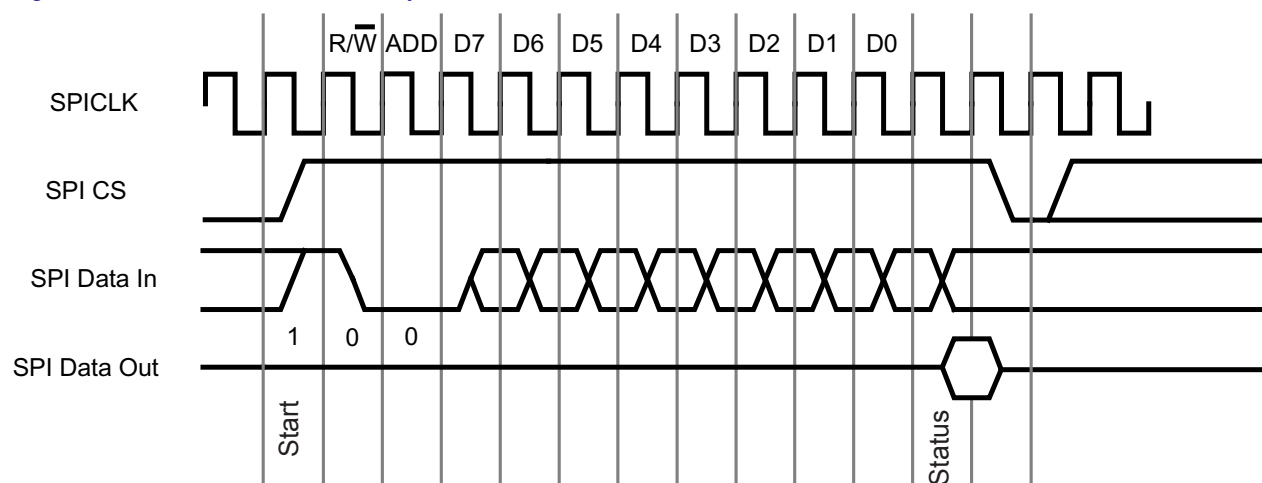 R/W̅ ADD D7 D6 D5 D4 D3 D2 D1 D0
SPICLK
SPI CS
SPI Data In
1 0 0
SPI Data Out
Start
Status